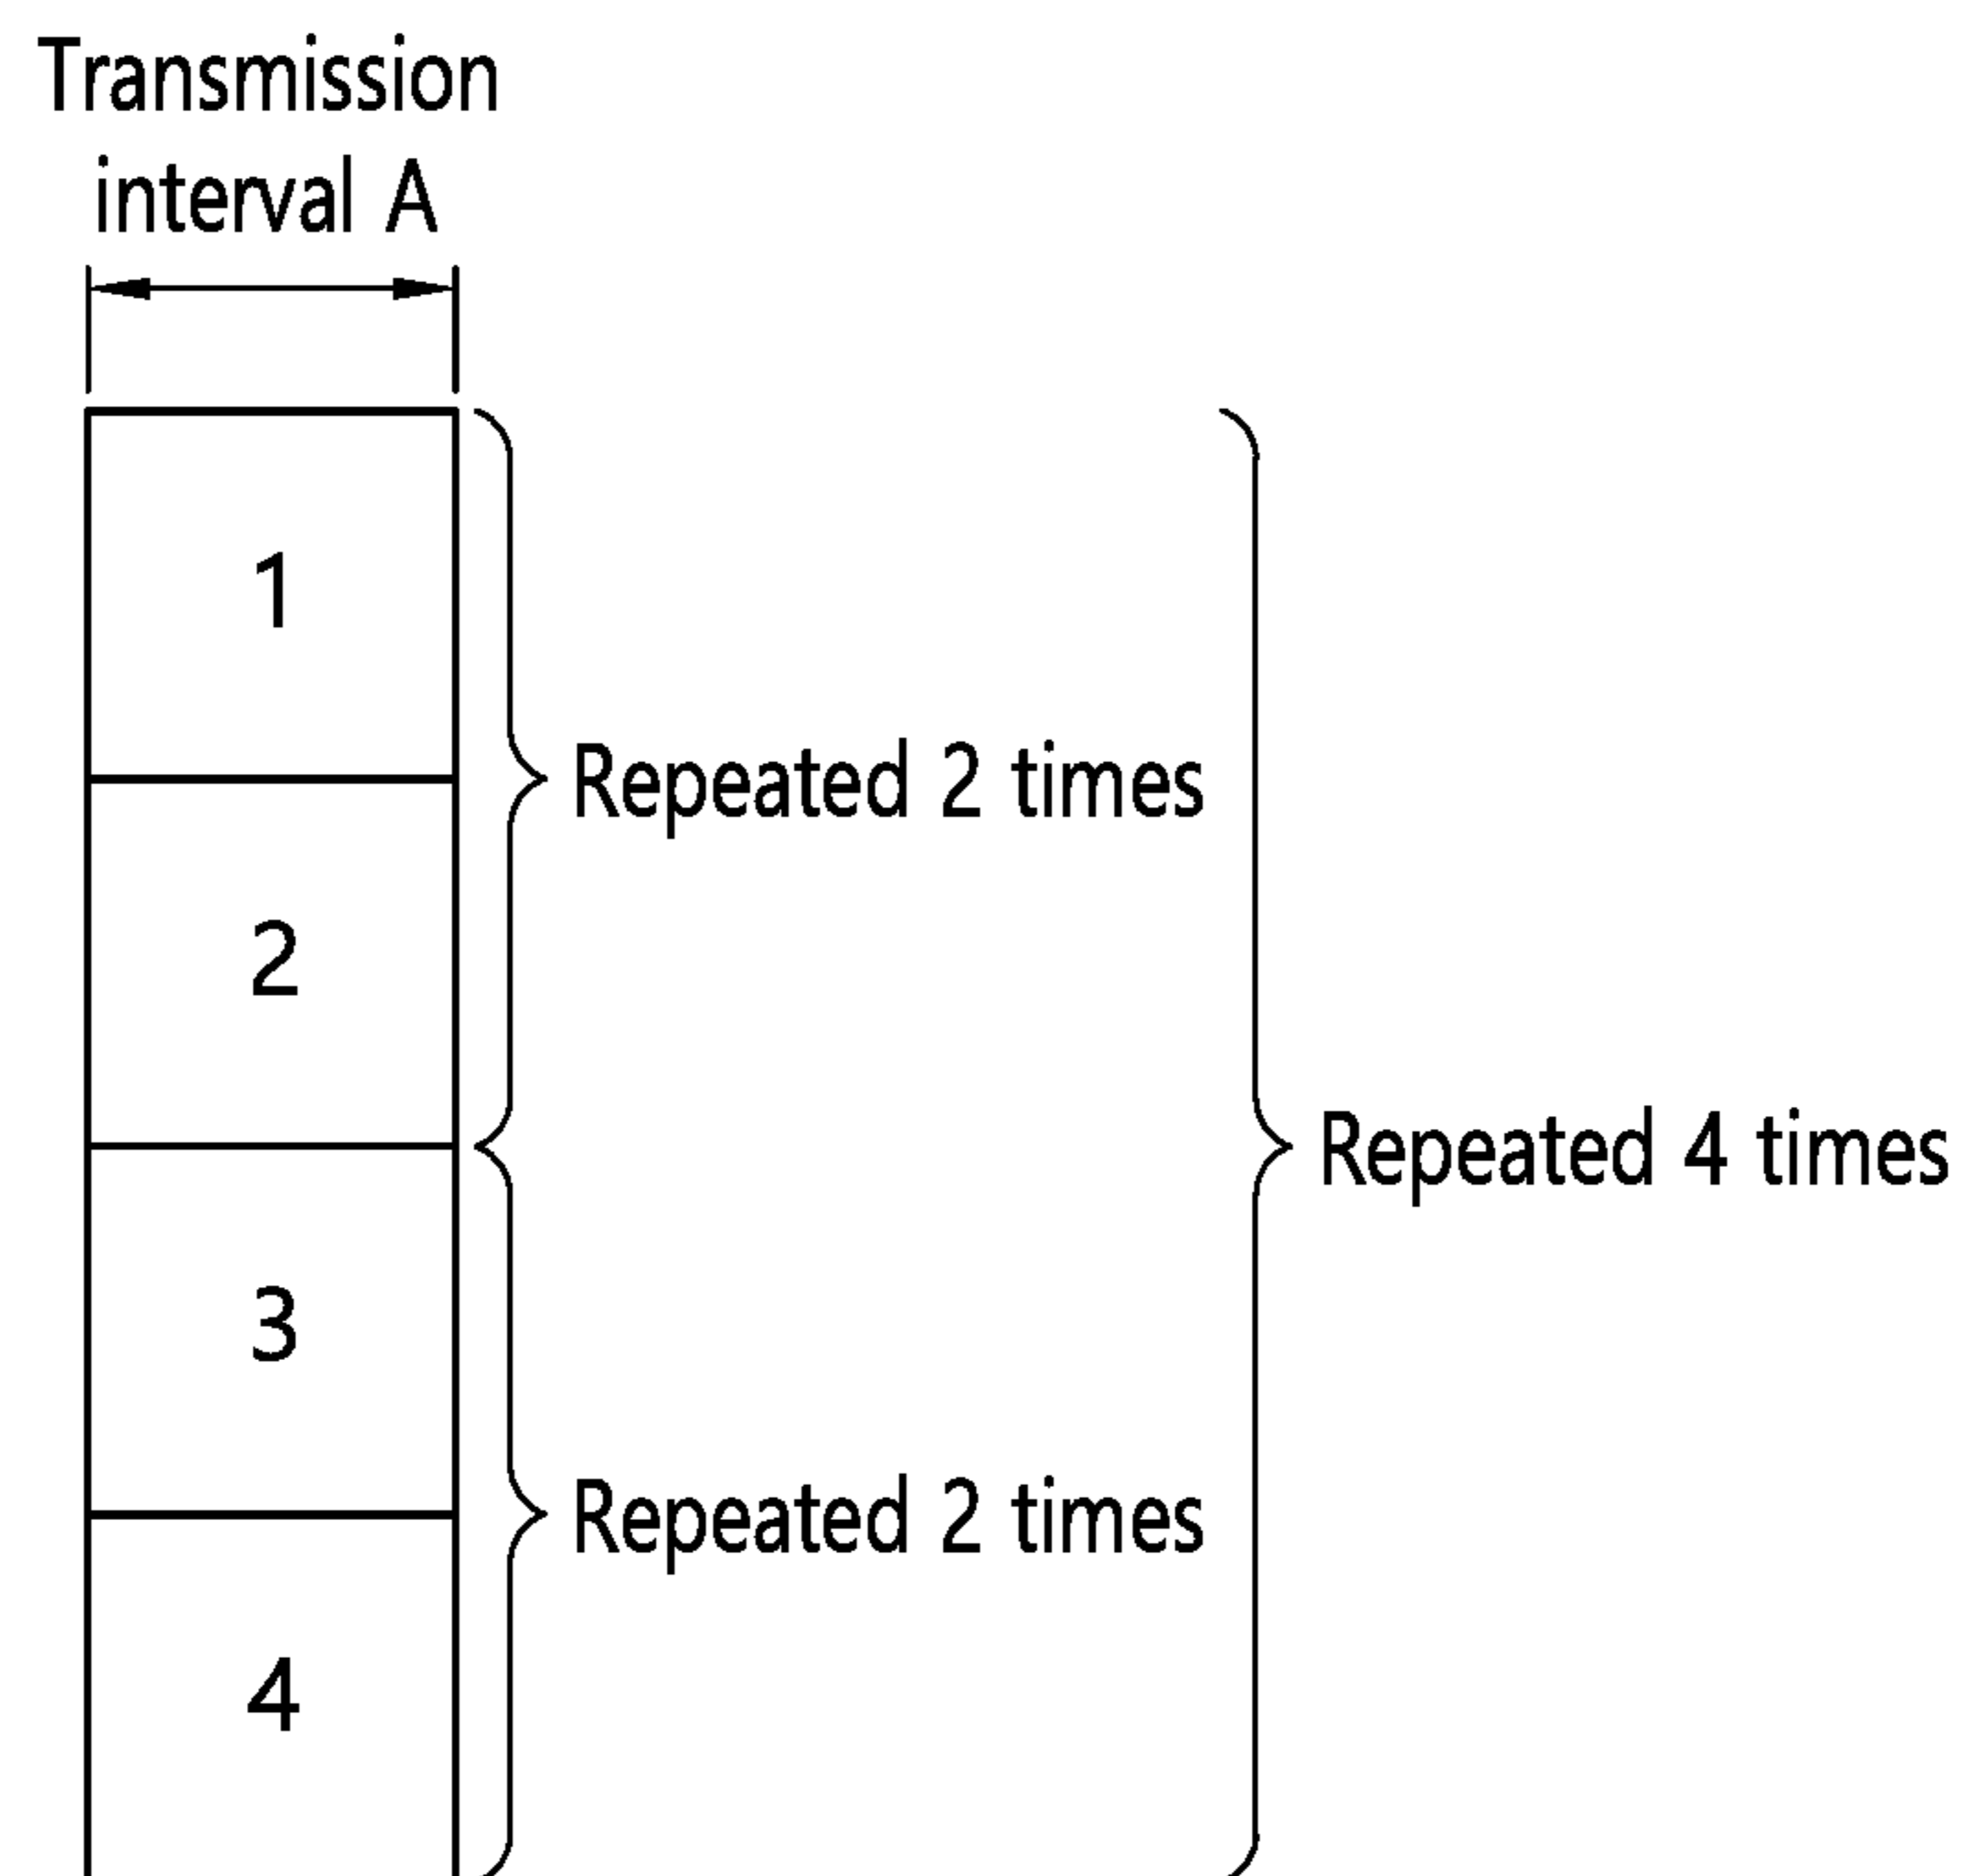 Transmission
interval A
1
Repeated 2 times
2
Repeated 4 times
3
Repeated 2 times
4